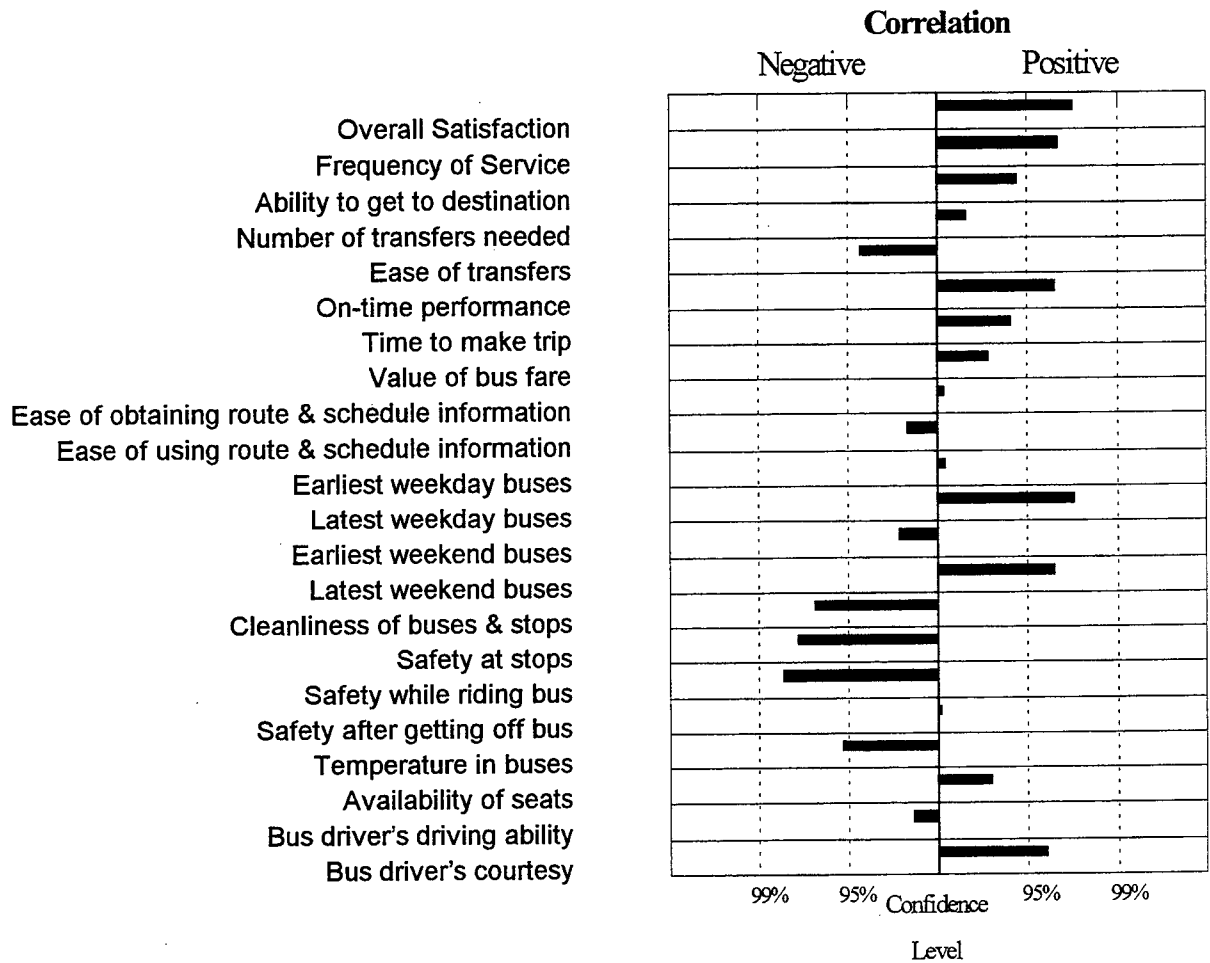 Correlation
Negative Positive
Overall Satisfaction
Frequency of Service
Ability to get to destination
Number of transfers needed
Ease of transfers
On-time performance
Time to make trip
Value of bus fare
Ease of obtaining route & schedule information
Ease of using route & schedule information
Earliest weekday buses
Latest weekday buses
Earliest weekend buses
Latest weekend buses
Cleanliness of buses & stops
Safety at stops
Safety while riding bus
Safety after getting off bus
Temperature in buses
Availability of seats
Bus driver's driving ability
Bus driver's courtesy
99% 95% Confidence 95% 99%
Level